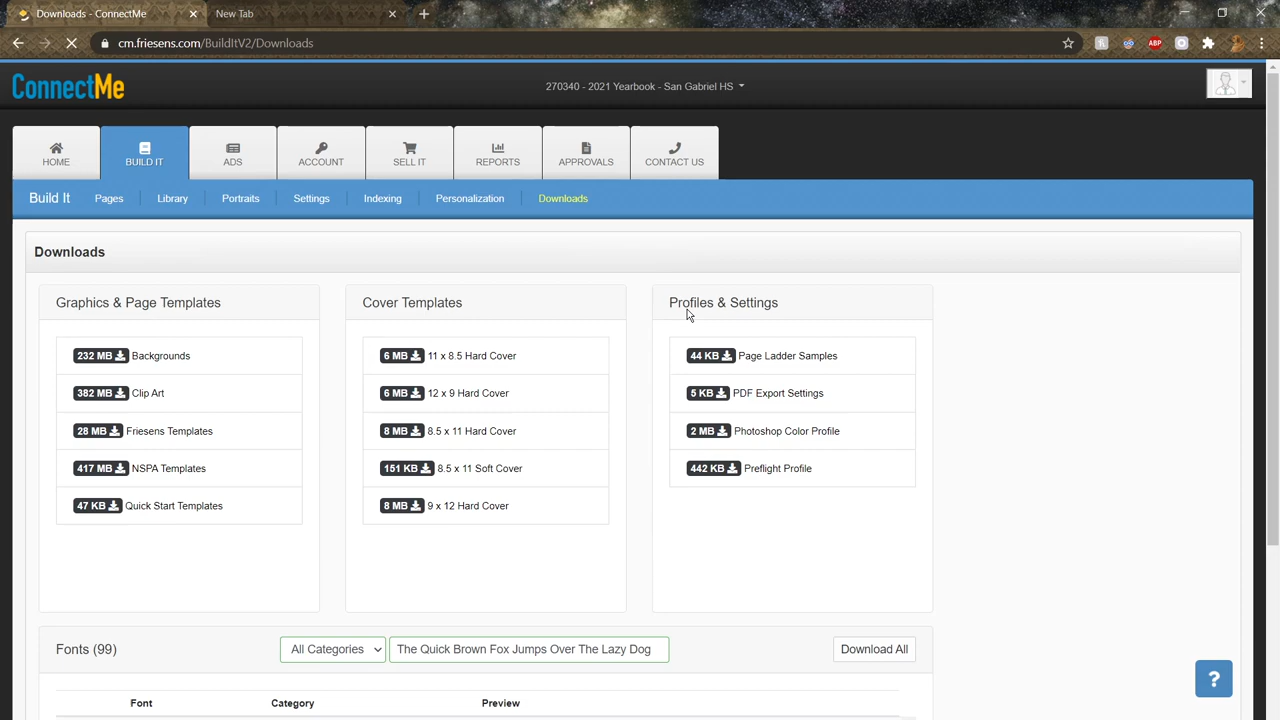 Downloads - ConnectMe
New Tab
cm.friesens.com/BuildItV2/Downloads
ABP
ConnectMe
270340 - 2021 Yearbook - San Gabriel HS
HOME
BUILD IT
ADS
ACCOUNT
SELL IT
REPORTS
APPROVALS
CONTACT US
Build It Pages Library Portraits Settings Indexing Personalization Downloads
Downloads
Graphics & Page Templates
232 MB Backgrounds
382 MB Clip Art
28 MB Friesens Templates
417 MB NSPA Templates
47 KB Quick Start Templates
Cover Templates
6 MB 11 x 8.5 Hard Cover
6 MB 12 x 9 Hard Cover
8 MB 8.5 x 11 Hard Cover
151 KB 8.5 x 11 Soft Cover
8 MB 9 x 12 Hard Cover
Profiles & Settings
44 KB Page Ladder Samples
5 KB PDF Export Settings
2 MB Photoshop Color Profile
442 KB Preflight Profile
Fonts (99) All Categories The Quick Brown Fox Jumps Over The Lazy Dog Download All
Font Category Preview
?